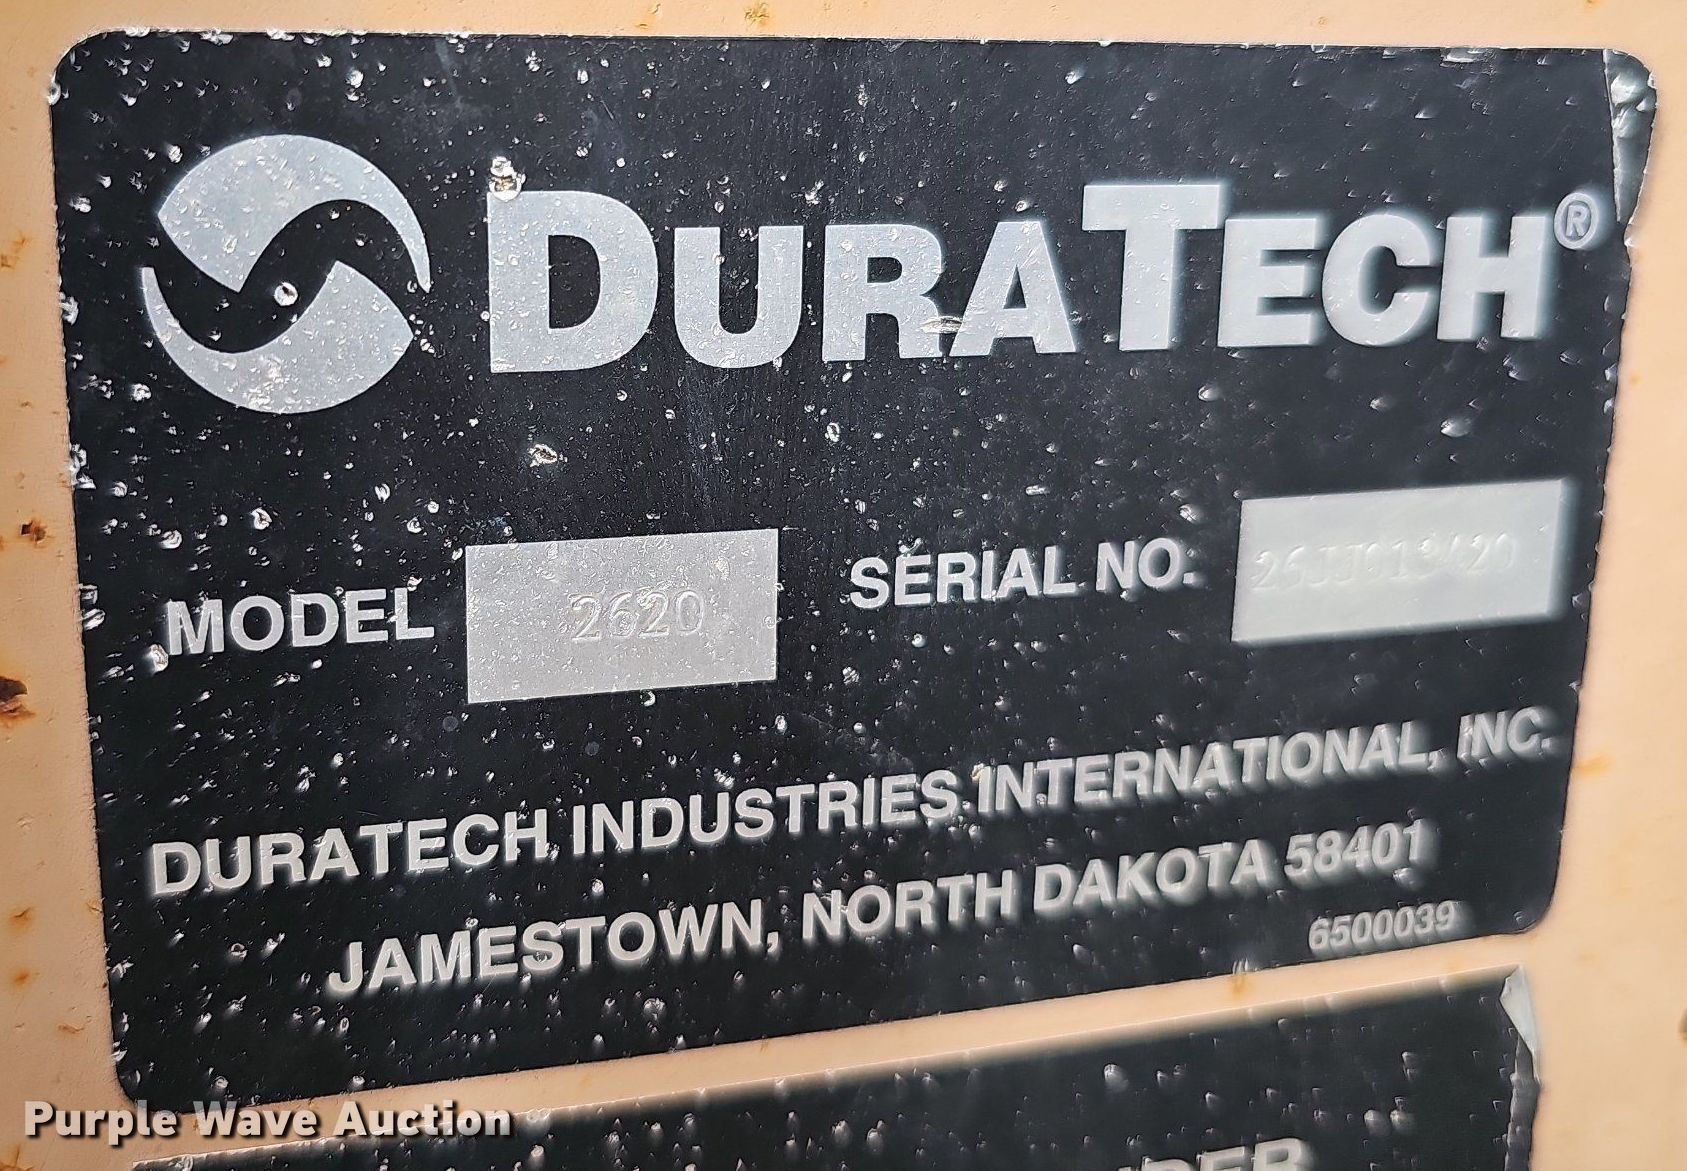 DURATECH®
MODEL 2620 SERIAL NO.
DURATECH INDUSTRIES INTERNATIONAL, INC.
JAMESTOWN, NORTH DAKOTA 58401
6500039
Purple Wave Auction